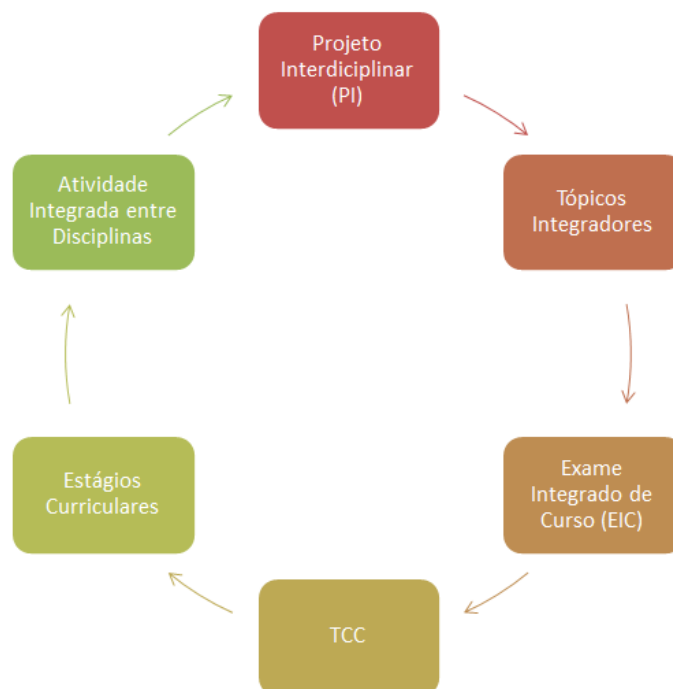 Projeto
Interdiciplinar
(PI)
Tópicos
Integradores
Exame
Integrado de
Curso (EIC)
TCC
Estágios
Curriculares
Atividade
Integrada entre
Disciplinas